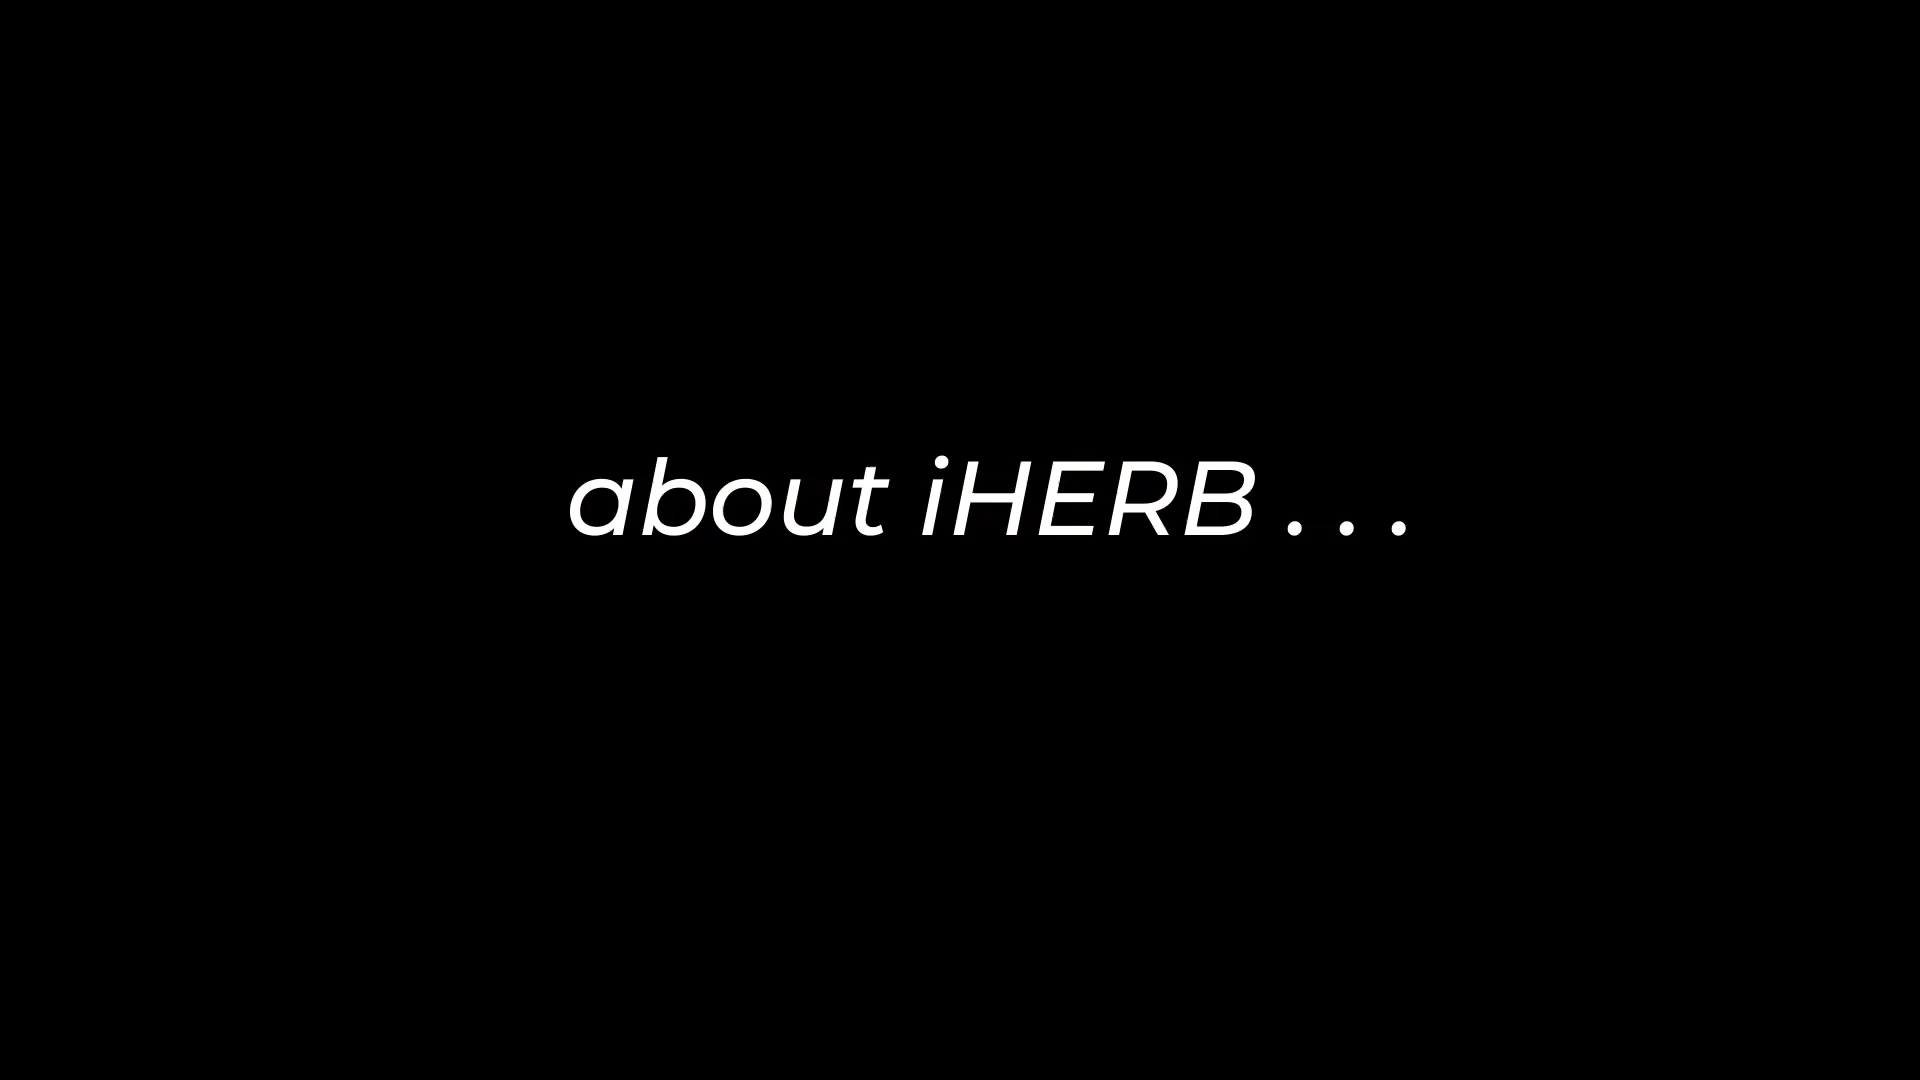 about iHERB . . .